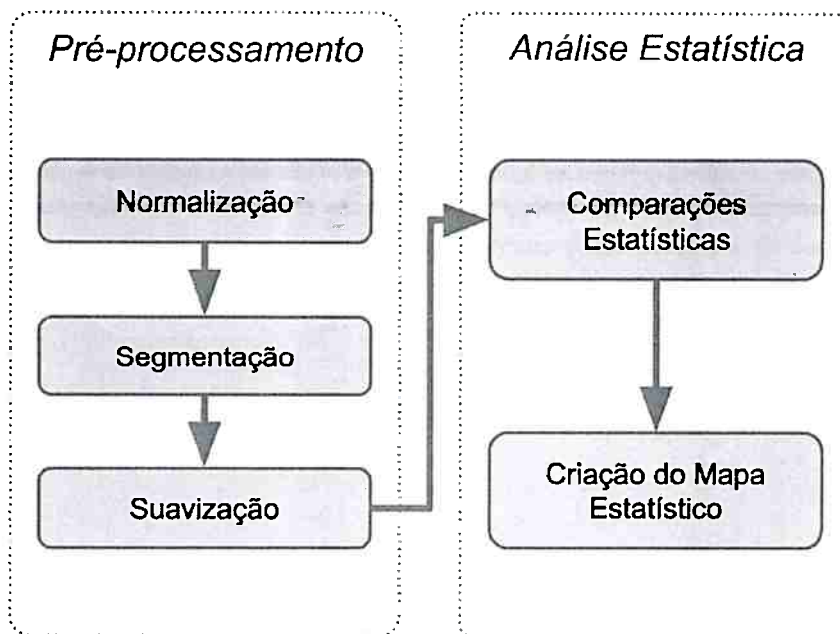 Pré-processamento
Normalização
Segmentação
Suavização
Análise Estatística
Comparações
Estatísticas
Criação do Mapa
Estatístico